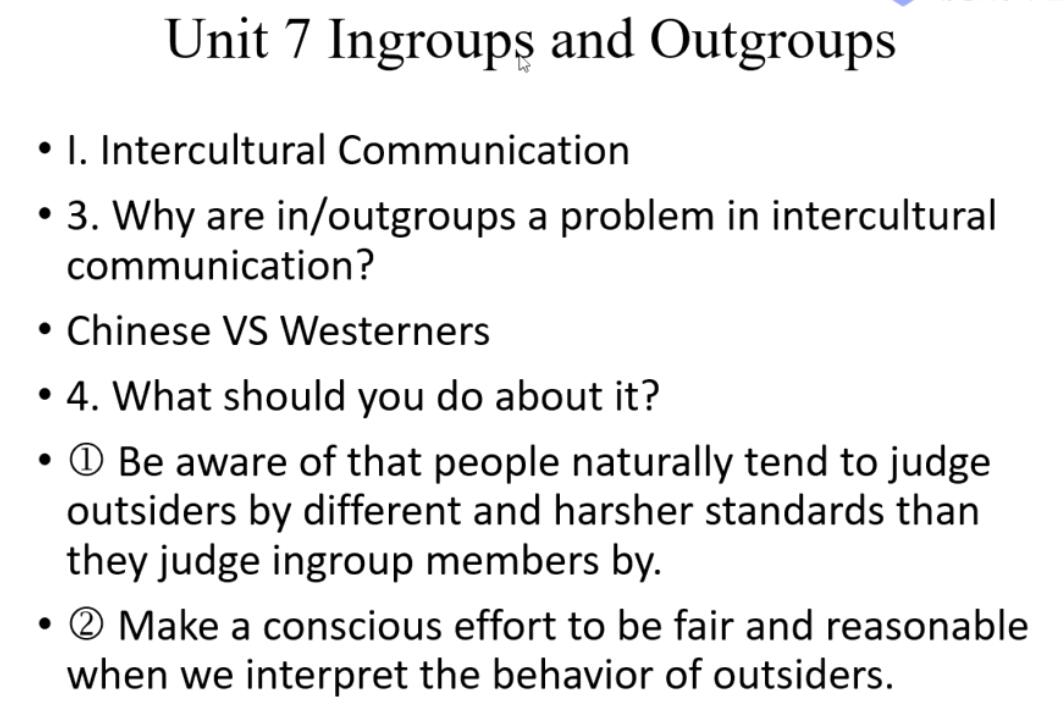 Unit 7 Ingroups and Outgroups
• I. Intercultural Communication
• 3. Why are in/outgroups a problem in intercultural
communication?
• Chinese VS Westerners
• 4. What should you do about it?
• ① Be aware of that people naturally tend to judge
outsiders by different and harsher standards than
they judge ingroup members by.
• ② Make a conscious effort to be fair and reasonable
when we interpret the behavior of outsiders.